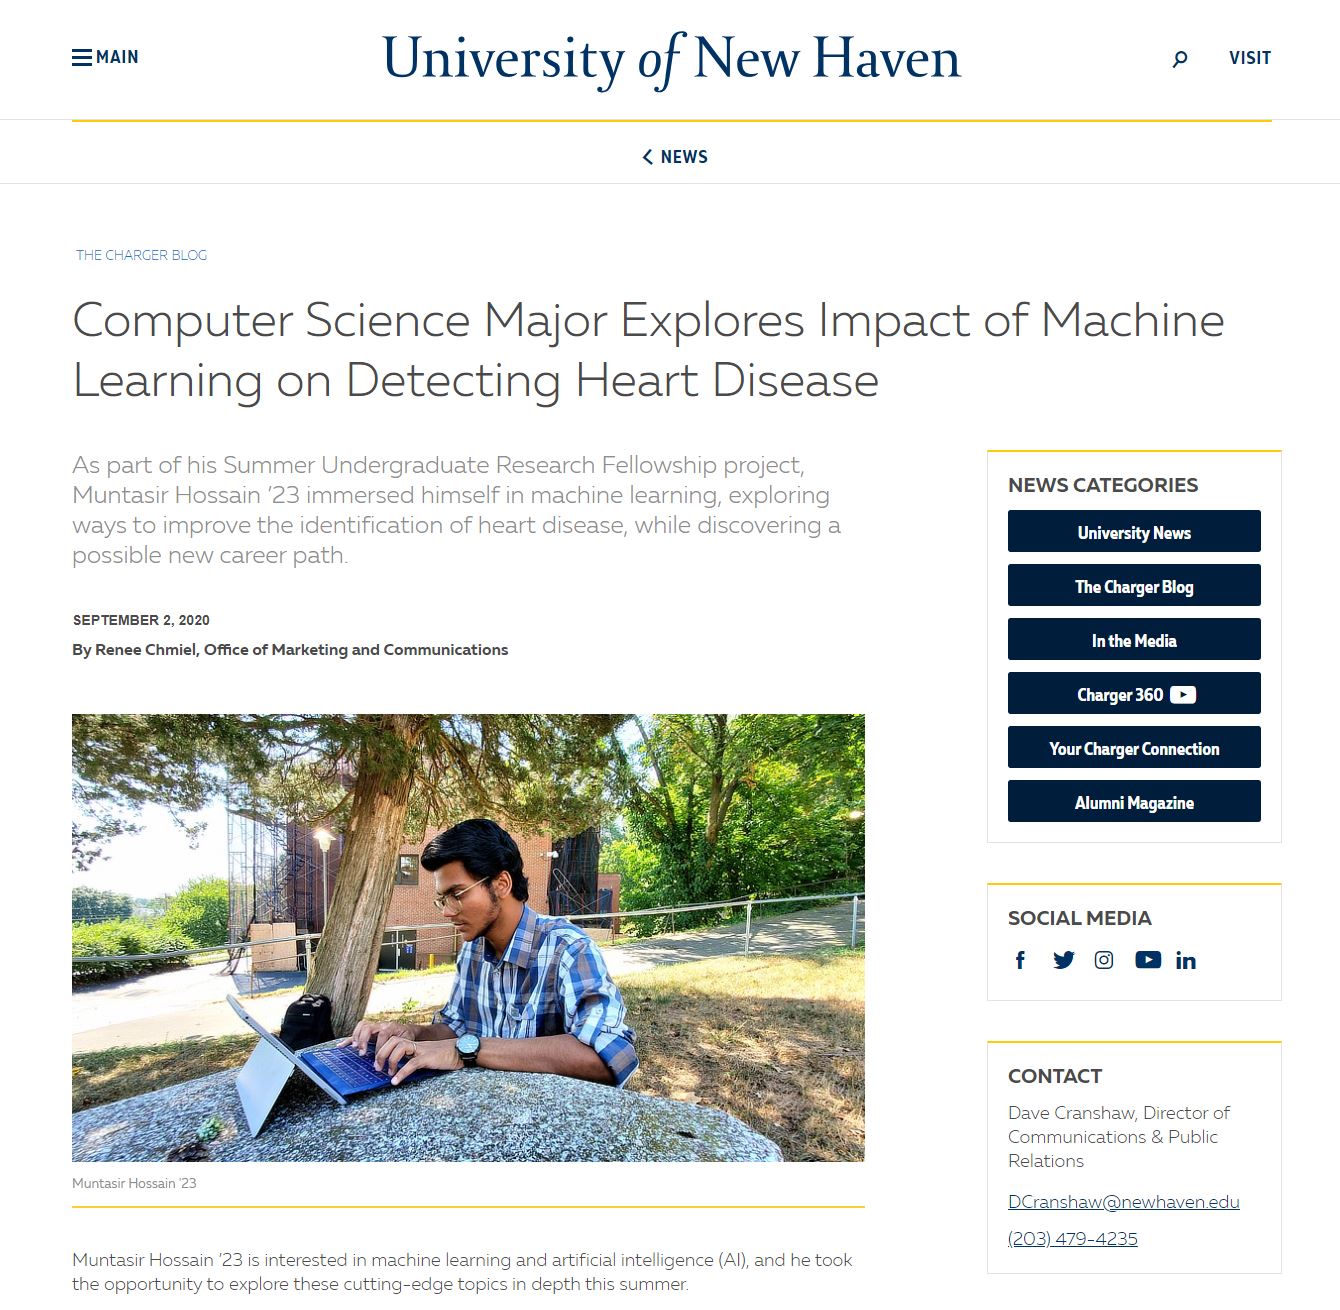 MAIN
University of New Haven
VISIT
NEWS
THE CHARGER BLOG
Computer Science Major Explores Impact of Machine
Learning on Detecting Heart Disease
As part of his Summer Undergraduate Research Fellowship project,
Muntasir Hossain ’23 immersed himself in machine learning, exploring
ways to improve the identification of heart disease, while discovering a
possible new career path.
SEPTEMBER 2, 2020
By Renee Chmiel, Office of Marketing and Communications
Muntasir Hossain '23
Muntasir Hossain ’23 is interested in machine learning and artificial intelligence (AI), and he took
the opportunity to explore these cutting-edge topics in depth this summer.
NEWS CATEGORIES
University News
The Charger Blog
In the Media
Charger 360
Your Charger Connection
Alumni Magazine
SOCIAL MEDIA
CONTACT
Dave Cranshaw, Director of
Communications & Public
Relations
DCranshaw@newhaven.edu
(203) 479-4235